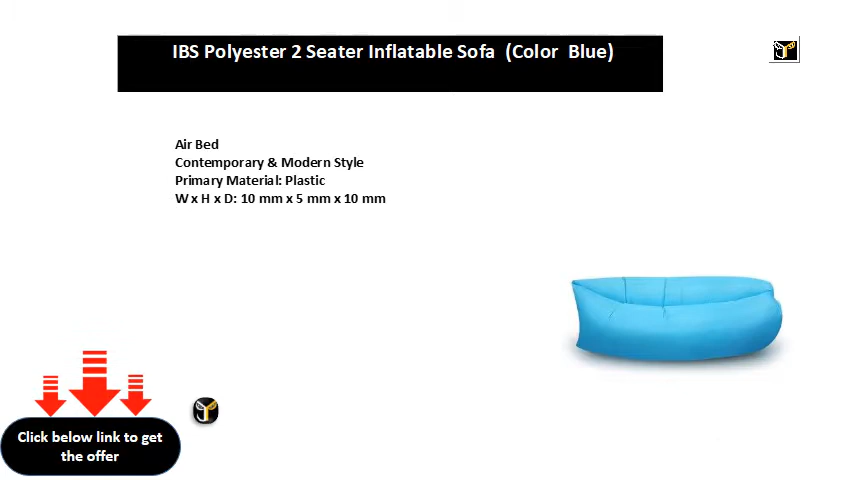 IBS Polyester 2 Seater Inflatable Sofa  (Color  Blue)
Air Bed
Contemporary & Modern Style
Primary Material: Plastic
W x H x D: 10 mm x 5 mm x 10 mm
Click below link to get
the offer